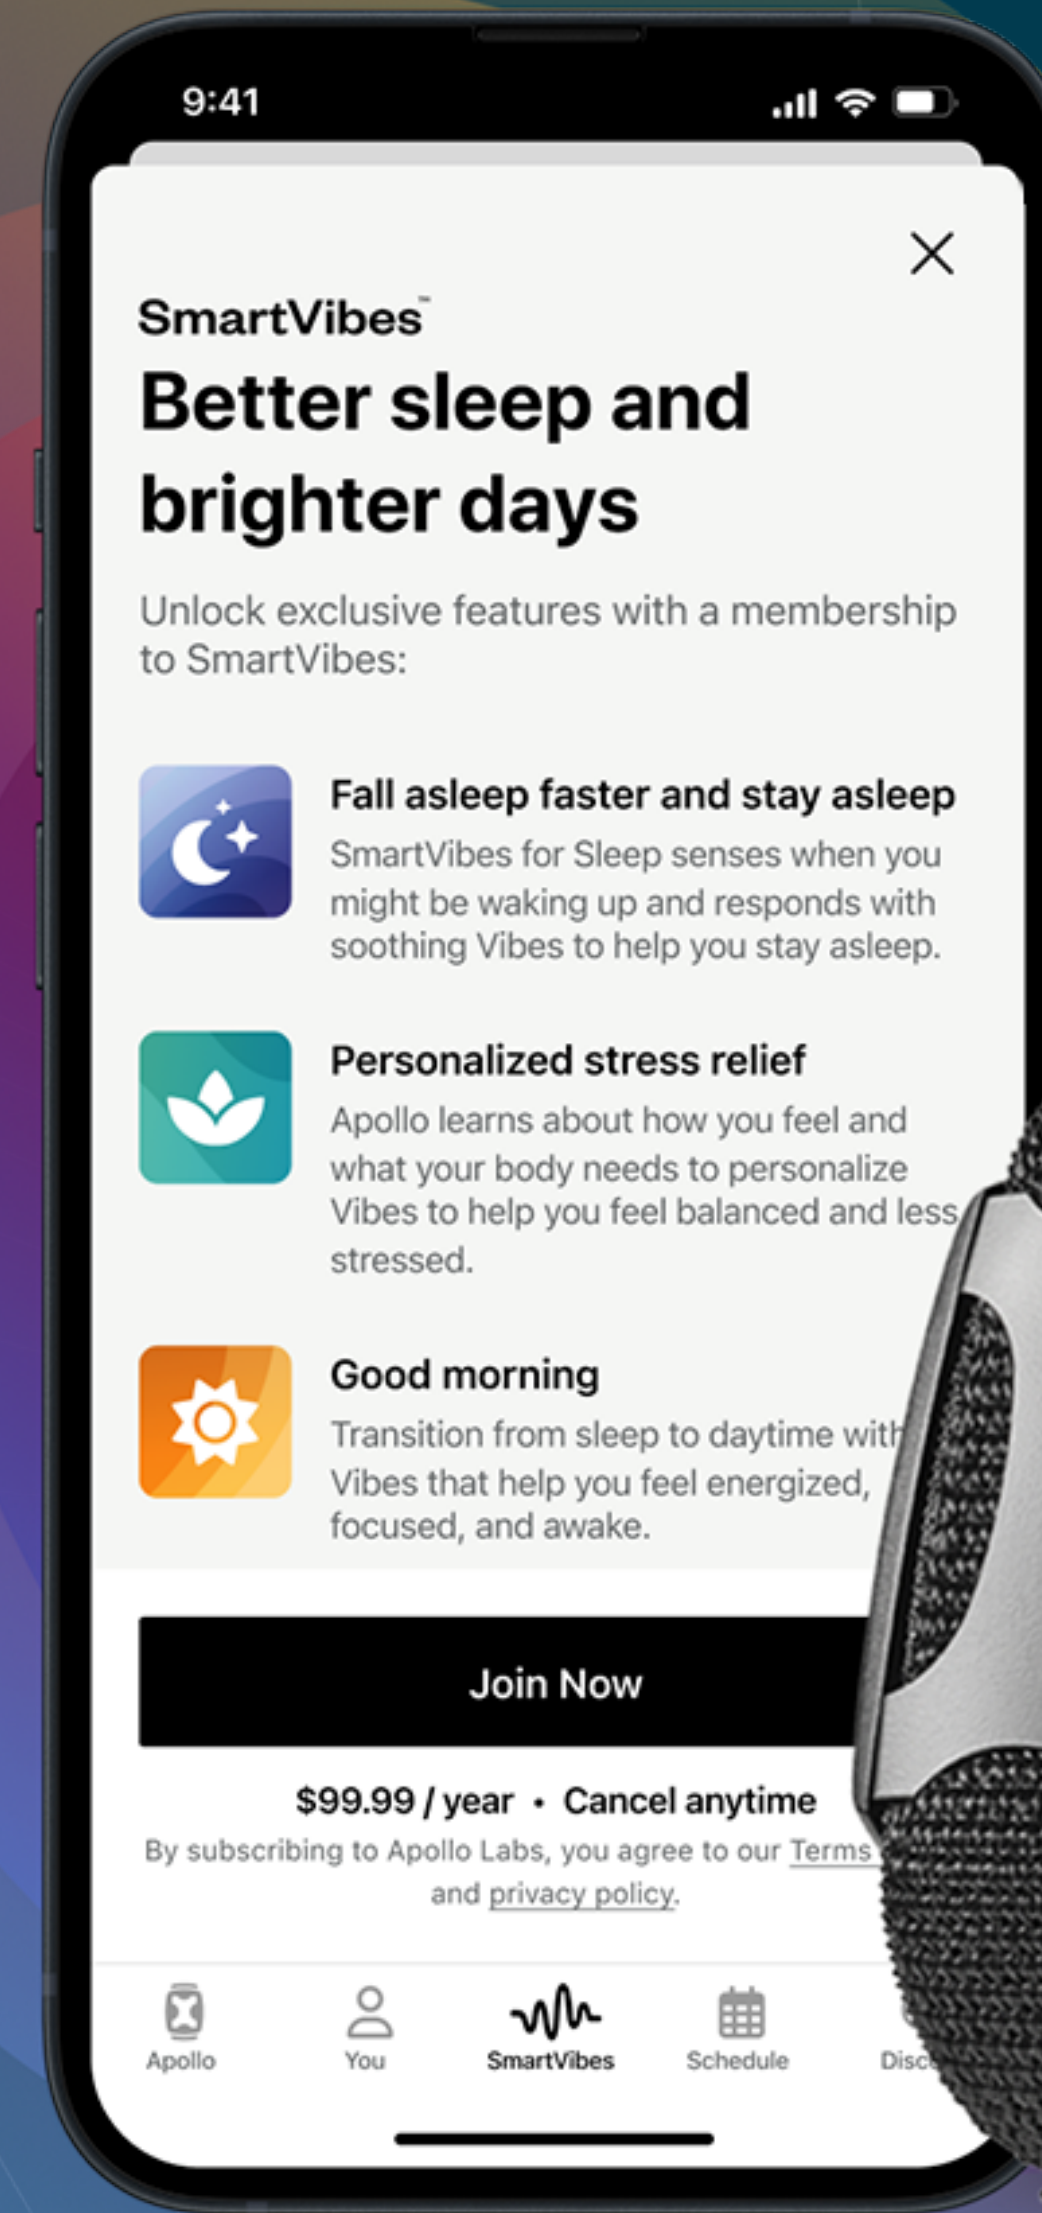 9:41
SmartVibes™
Better sleep and
brighter days
Unlock exclusive features with a membership
to SmartVibes:
Fall asleep faster and stay asleep
SmartVibes for Sleep senses when you
might be waking up and responds with
soothing Vibes to help you stay asleep.
Personalized stress relief
Apollo learns about how you feel and
what your body needs to personalize
Vibes to help you feel balanced and less
stressed.
Good morning
Transition from sleep to daytime with
Vibes that help you feel energized,
focused, and awake.
Join Now
$99.99 / year • Cancel anytime
By subscribing to Apollo Labs, you agree to our Terms
and privacy policy.
Apollo
You
SmartVibes
Schedule